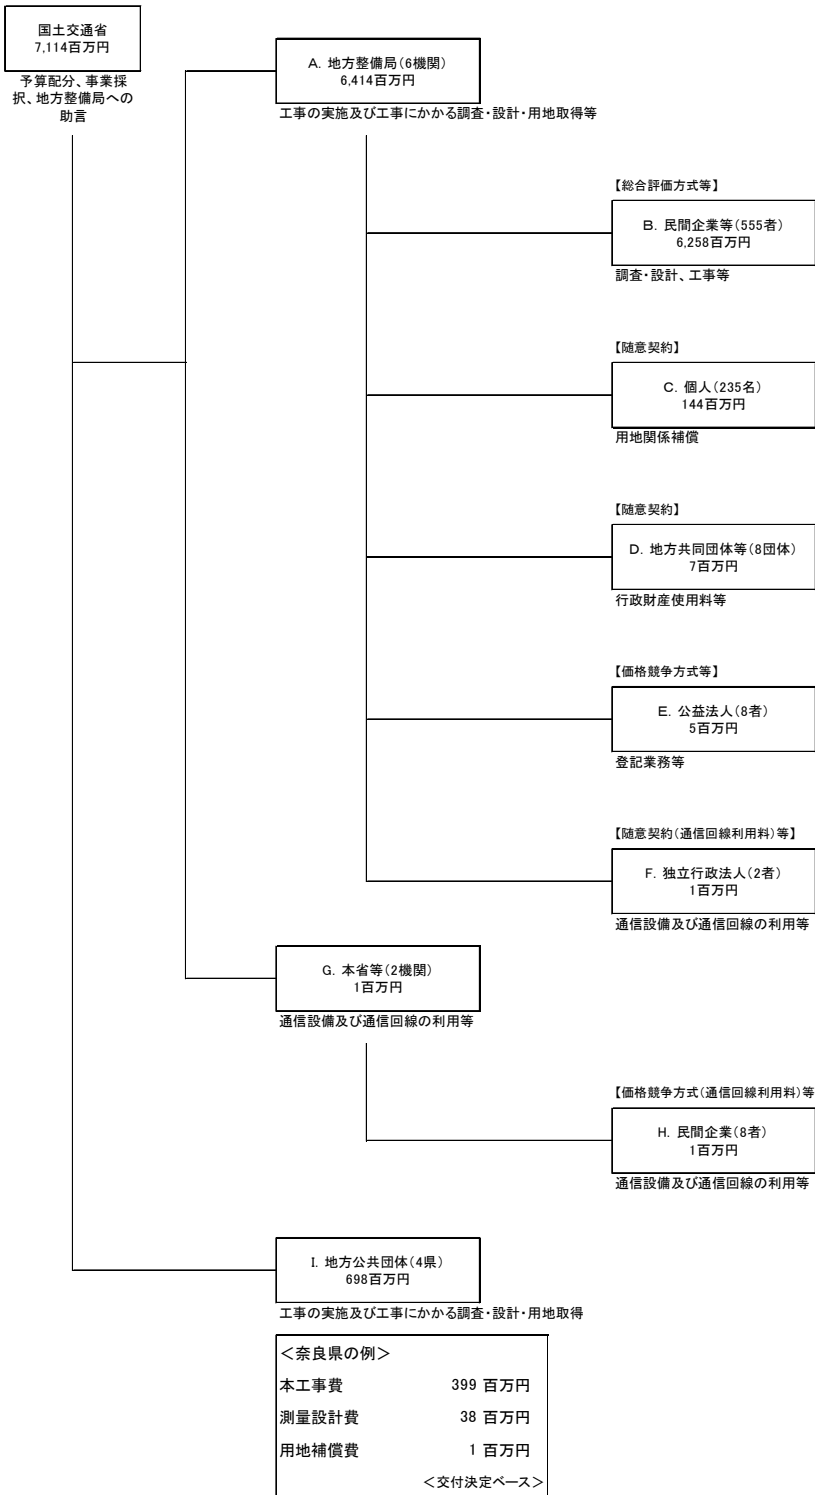 国土交通省
7,114百万円
予算配分、事業採
択、地方整備局への
助言
A. 地方整備局(6機関)
6,414百万円
工事の実施及び工事にかかる調査・設計・用地取得等
【総合評価方式等】
B. 民間企業等(555者)
6,258百万円
調査・設計、工事等
【随意契約】
C. 個人(235名)
144百万円
用地関係補償
【随意契約】
D. 地方共同団体等(8団体)
7百万円
行政財産使用料等
【価格競争方式等】
E. 公益法人(8者)
5百万円
登記業務等
【随意契約(通信回線利用料)等】
F. 独立行政法人(2者)
1百万円
通信設備及び通信回線の利用等
G. 本省等(2機関)
1百万円
通信設備及び通信回線の利用等
【価格競争方式(通信回線利用料)等
H. 民間企業(8者)
1百万円
通信設備及び通信回線の利用等
I. 地方公共団体(4県)
698百万円
工事の実施及び工事にかかる調査・設計・用地取得
<奈良県の例>
本工事費 399 百万円
測量設計費 38 百万円
用地補償費 1 百万円
<交付決定ベース>